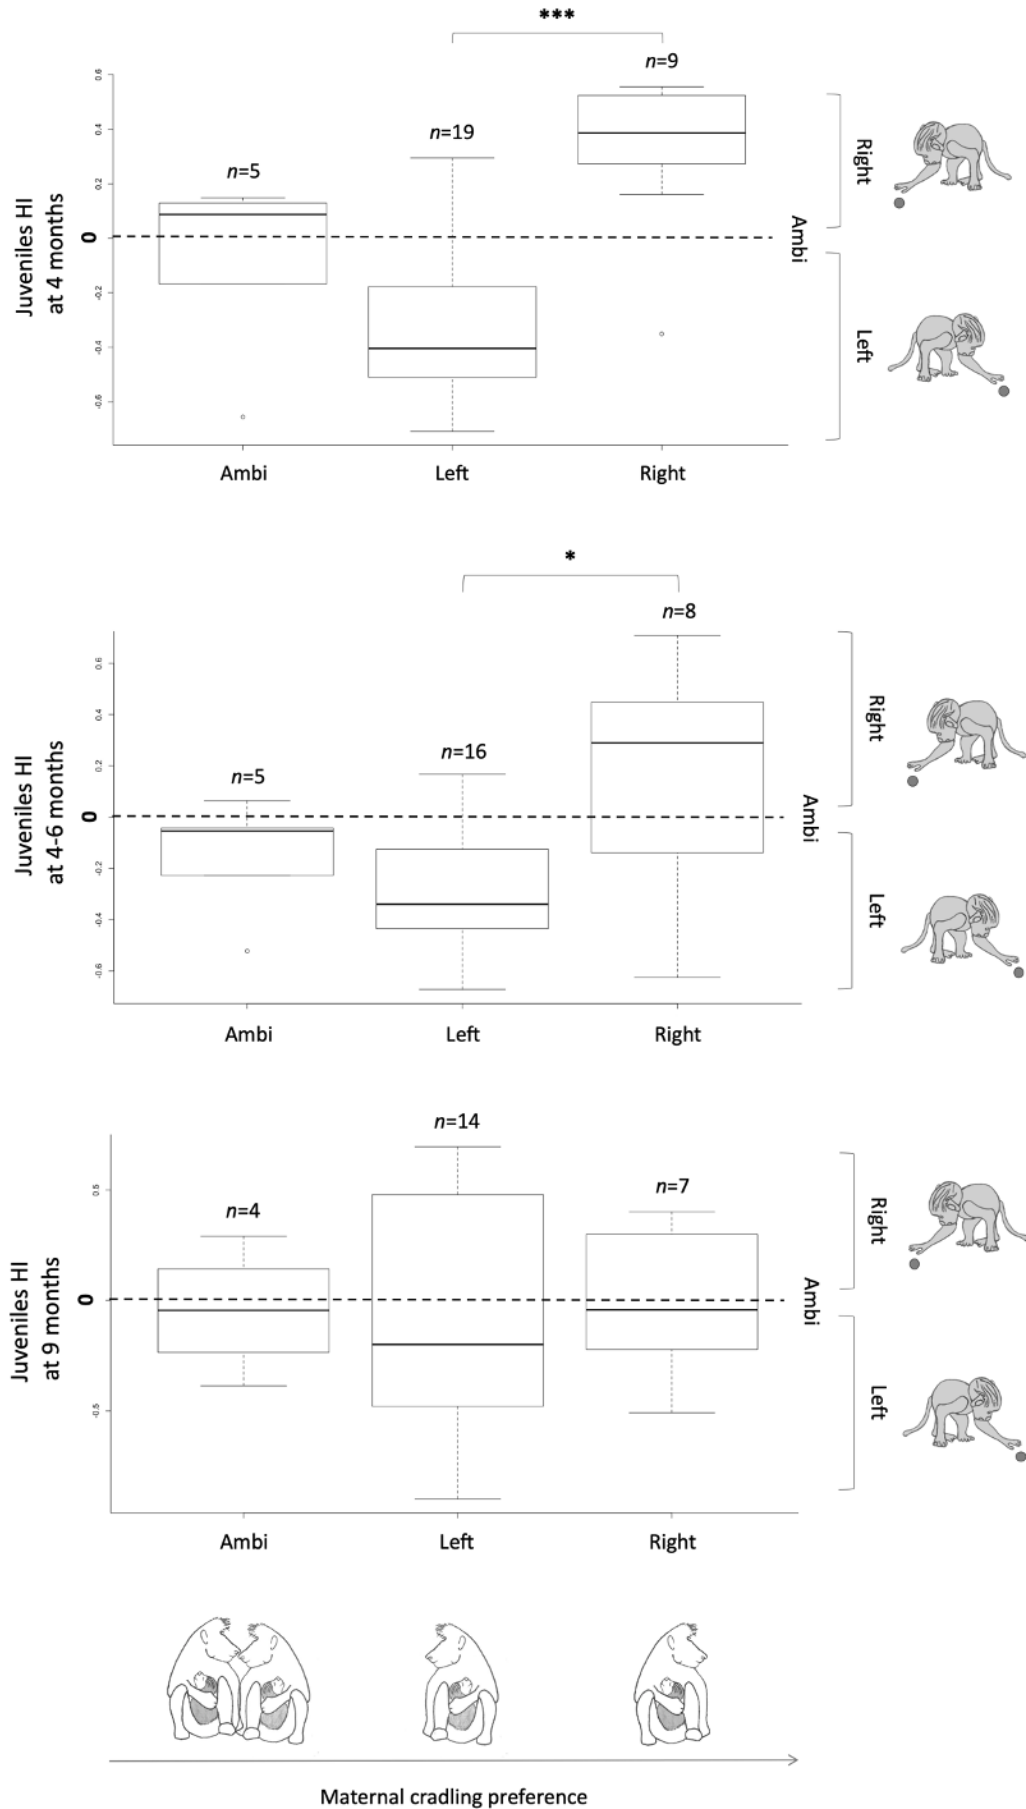 ***
n=9
n=19
n=5
0.6
0.4
0.2
0
-0.2
-0.4
-0.6
Juveniles HI
at 4 months
Right
Ambi
Left
Ambi
Left
Right
*
n=8
n=16
n=5
0.6
0.4
0.2
0
-0.2
-0.4
-0.6
Juveniles HI
at 4-6 months
Right
Ambi
Left
Ambi
Left
Right
n=14
n=7
n=4
0.5
0
-0.5
Juveniles HI
at 9 months
Right
Ambi
Left
Ambi
Left
Right
Maternal cradling preference